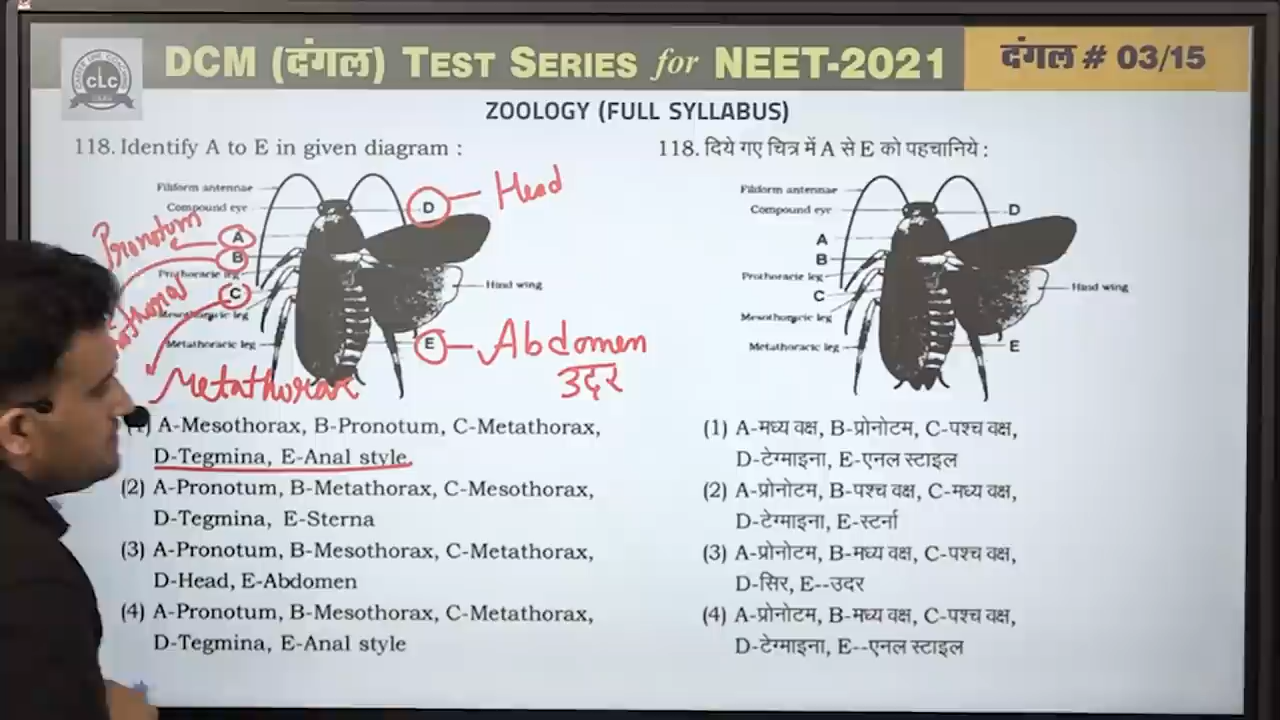 DCM (दंगल) TEST SERIES for NEET-2021
दंगल # 03/15
CLC
ZOOLOGY (FULL SYLLABUS)
118. Identify A to E in given diagram :
Filiform antennae
Compound eye
D
Head
Pronotum
A
B
Prothoracic leg
Hind wing
C
Mesothoracic leg
Metathoracic leg
E
Abdomen
उदर
Metathorax
(1) A-Mesothorax, B-Pronotum, C-Metathorax,
D-Tegmina, E-Anal style
(2) A-Pronotum, B-Metathorax, C-Mesothorax,
D-Tegmina, E-Sterna
(3) A-Pronotum, B-Mesothorax, C-Metathorax,
D-Head, E-Abdomen
(4) A-Pronotum, B-Mesothorax, C-Metathorax,
D-Tegmina, E-Anal style
118. दिये गए चित्र में A से E को पहचानिये :
Filiform antennae
Compound eye
D
A
B
Prothoracic leg
Hind wing
C
Mesothoracic leg
Metathoracic leg
E
(1) A-मध्य वक्ष, B-प्रोनोटम, C-पश्च वक्ष,
D-टेग्माइना, E-एनल स्टाइल
(2) A-प्रोनोटम, B-पश्च वक्ष, C-मध्य वक्ष,
D-टेग्माइना, E-स्टर्ना
(3) A-प्रोनोटम, B-मध्य वक्ष, C-पश्च वक्ष,
D-सिर, E--उदर
(4) A-प्रोनोटम, B-मध्य वक्ष, C-पश्च वक्ष,
D-टेग्माइना, E--एनल स्टाइल